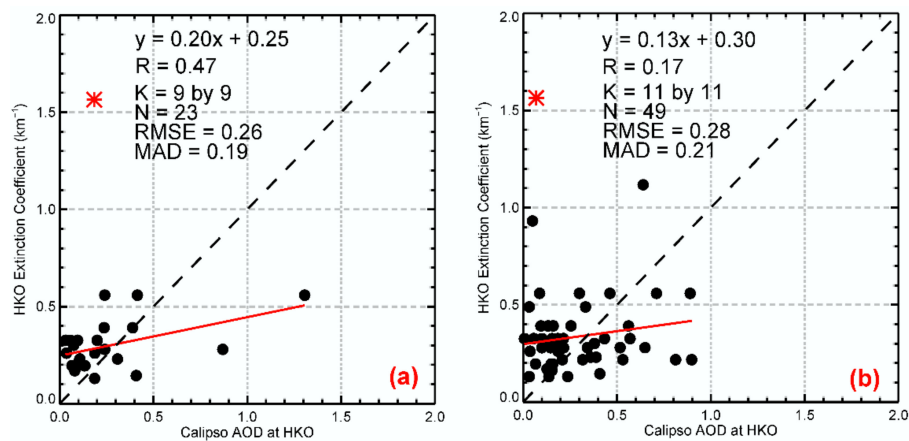 2.0
1.5
1.0
0.5
0.0
HKO Extinction Coefficient (km⁻¹)
y = 0.20x + 0.25
R = 0.47
K = 9 by 9
N = 23
RMSE = 0.26
MAD = 0.19
(a)
0.0 0.5 1.0 1.5 2.0
Calipso AOD at HKO
2.0
1.5
1.0
0.5
0.0
HKO Extinction Coefficient (km⁻¹)
y = 0.13x + 0.30
R = 0.17
K = 11 by 11
N = 49
RMSE = 0.28
MAD = 0.21
(b)
0.0 0.5 1.0 1.5 2.0
Calipso AOD at HKO